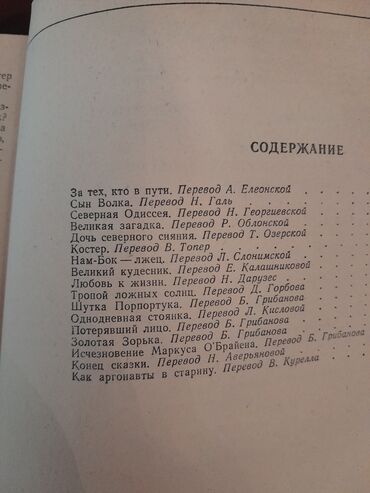 тер
ре-
СОДЕРЖАНИЕ
За тех, кто в пути. Перевод А. Елеонской . . . .
Сын Волка. Перевод Н. Галь . . . . .
Северная Одиссея. Перевод Н. Георгиевской . . .
Великая загадка. Перевод Р. Облонской . . . .
Дочь северного сияния. Перевод Т. Озерской . . .
Костер. Перевод В. Топер . . . . .
Нам-Бок — лжец. Перевод Л. Слонимской . . .
Великий кудесник. Перевод Е. Калашниковой . .
Любовь к жизни. Перевод Н. Дарузес . . . .
Тропой ложных солнц. Перевод Д. Горбова . . .
Шутка Порпортука. Перевод Б. Грибанова . . .
Однодневная стоянка. Перевод Л. Кисловой . . .
Потерявший лицо. Перевод Б. Грибанова . . .
Золотая Зорька. Перевод Б. Грибанова . . .
Исчезновение Маркуса О'Брайена. Перевод Б. Грибанова
Конец сказки. Перевод Н. Аверьяновой . . .
Как аргонавты в старину. Перевод В. Курелла . .